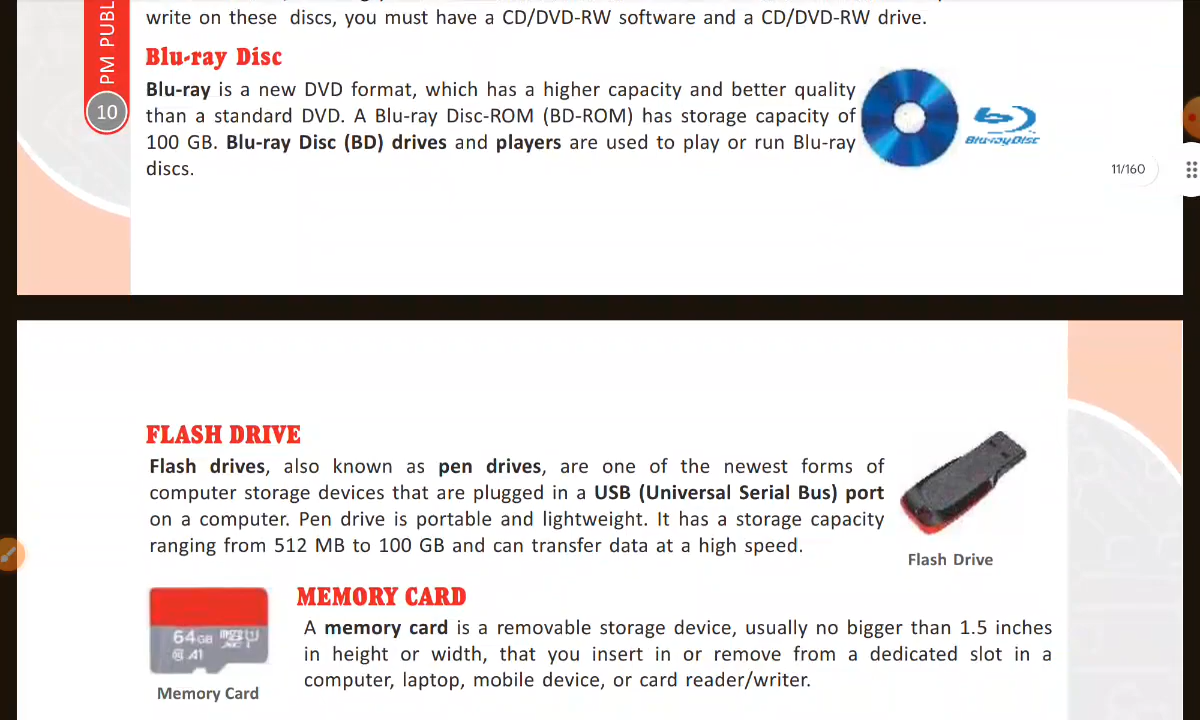 write on these discs, you must have a CD/DVD-RW software and a CD/DVD-RW drive.
PM PUBL
10
Blu-ray Disc
Blu-ray is a new DVD format, which has a higher capacity and better quality
than a standard DVD. A Blu-ray Disc-ROM (BD-ROM) has storage capacity of
100 GB. Blu-ray Disc (BD) drives and players are used to play or run Blu-ray
discs.
Blu-ray Disc
11/160
FLASH DRIVE
Flash drives, also known as pen drives, are one of the newest forms of
computer storage devices that are plugged in a USB (Universal Serial Bus) port
on a computer. Pen drive is portable and lightweight. It has a storage capacity
ranging from 512 MB to 100 GB and can transfer data at a high speed.
Flash Drive
64GB
A1
Memory Card
MEMORY CARD
A memory card is a removable storage device, usually no bigger than 1.5 inches
in height or width, that you insert in or remove from a dedicated slot in a
computer, laptop, mobile device, or card reader/writer.